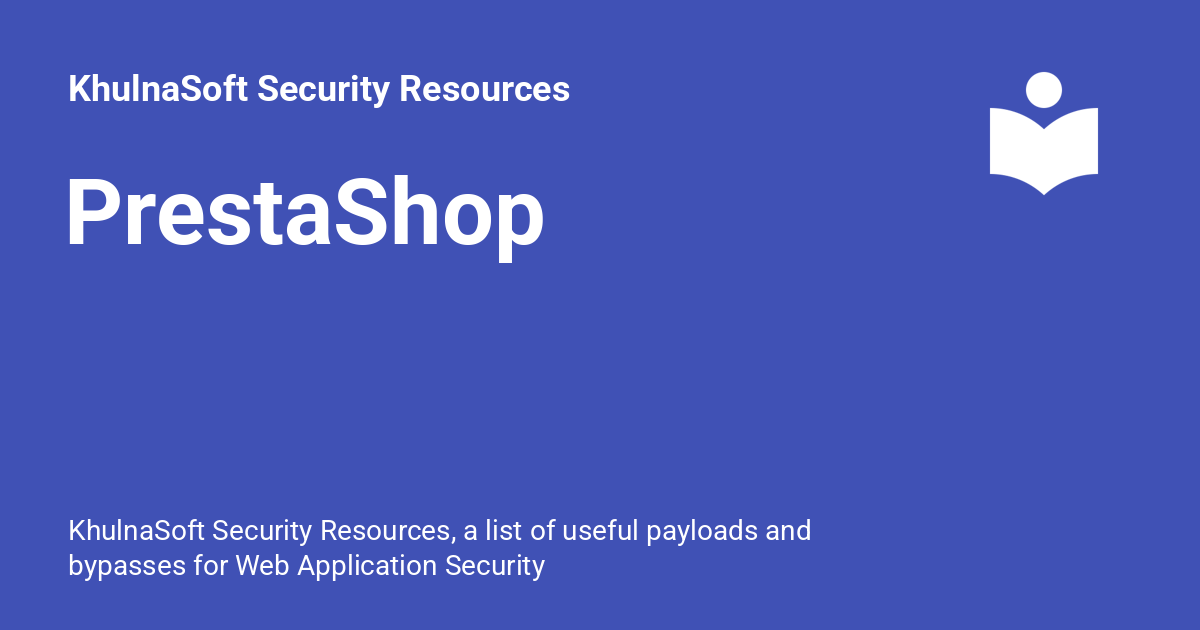 KhulnaSoft Security Resources
PrestaShop
KhulnaSoft Security Resources, a list of useful payloads and
bypasses for Web Application Security